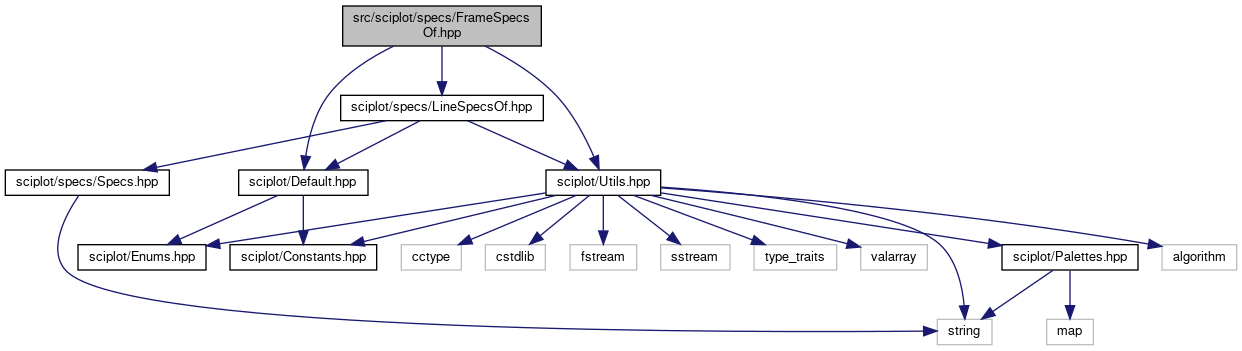 src/sciplot/specs/FrameSpecs
Of.hpp
sciplot/specs/LineSpecsOf.hpp
sciplot/specs/Specs.hpp
sciplot/Default.hpp
sciplot/Utils.hpp
sciplot/Enums.hpp
sciplot/Constants.hpp
cctype
cstdlib
fstream
sstream
type_traits
valarray
sciplot/Palettes.hpp
algorithm
string
map